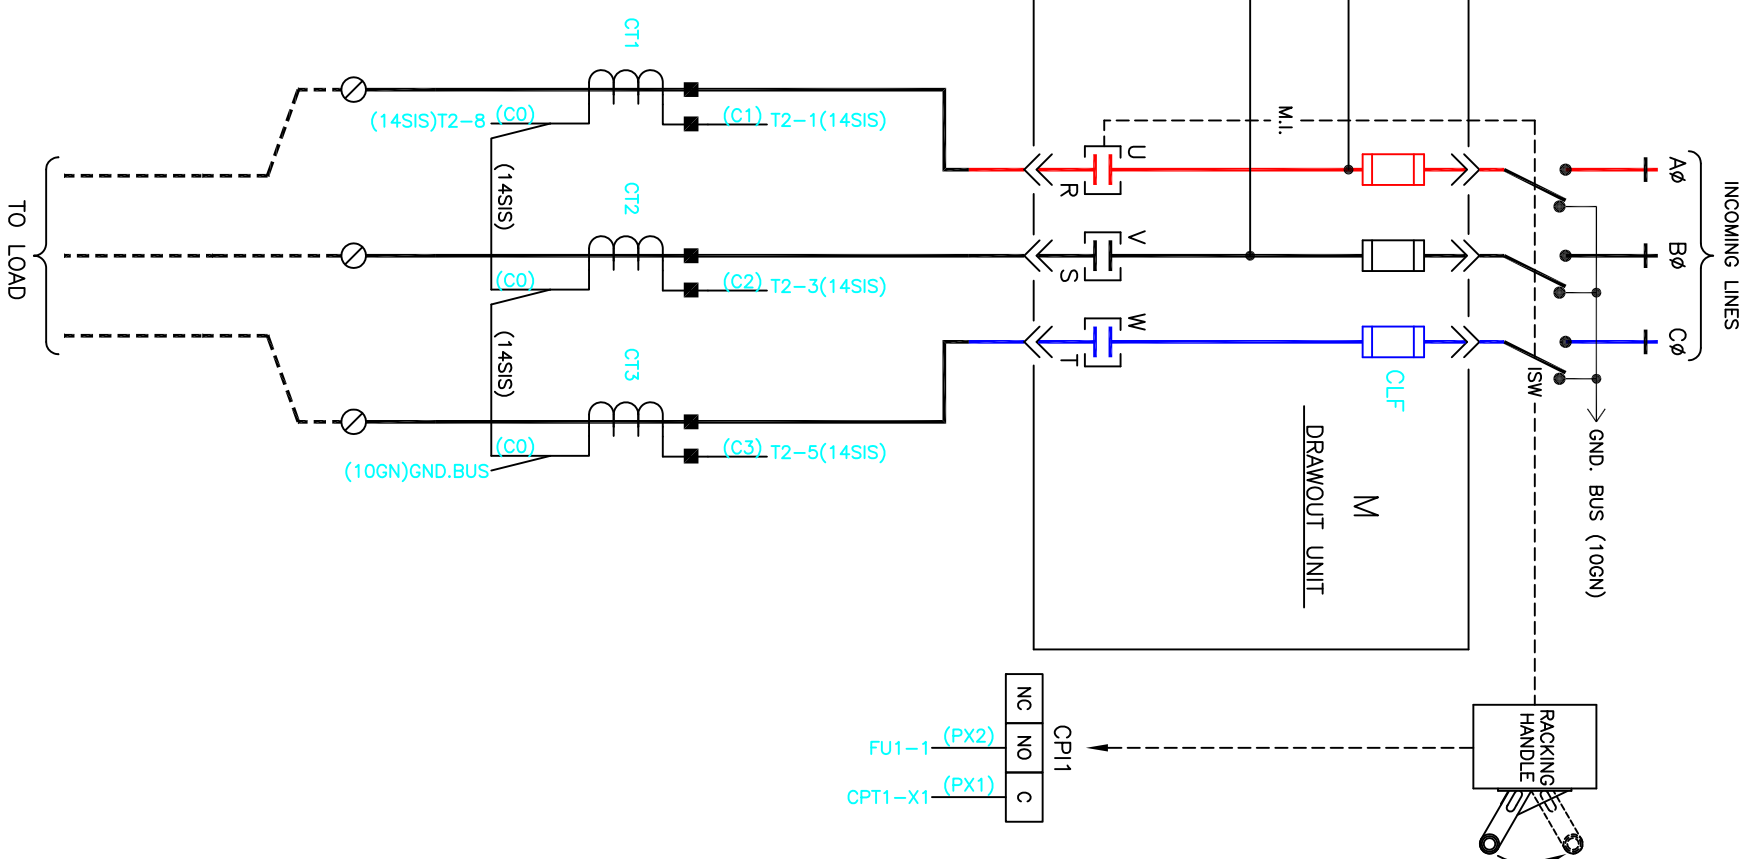 CT1
(14SIS)T2-8
(C0)
(C1)
T2-1(14SIS)
(14SIS)
CT2
(C0)
(C2)
T2-3(14SIS)
(14SIS)
CT3
(C0)
(C3)
T2-5(14SIS)
(10GN)GND.BUS
TO LOAD
M.I.
U
R
V
S
W
T
CLF
ISW
AØ
BØ
CØ
INCOMING LINES
GND. BUS (10GN)
M
DRAWOUT UNIT
RACKING
HANDLE
CPI1
NC
NO
C
FU1-1
(PX2)
CPT1-X1
(PX1)